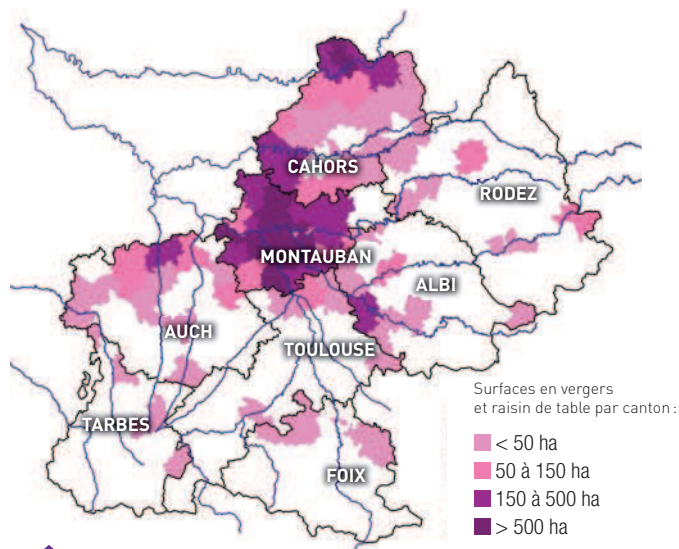 CAHORS
RODEZ
MONTAUBAN
ALBI
AUCH
TOULOUSE
TARBES
FOIX
Surfaces en vergers
et raisin de table par canton :
< 50 ha
50 à 150 ha
150 à 500 ha
> 500 ha